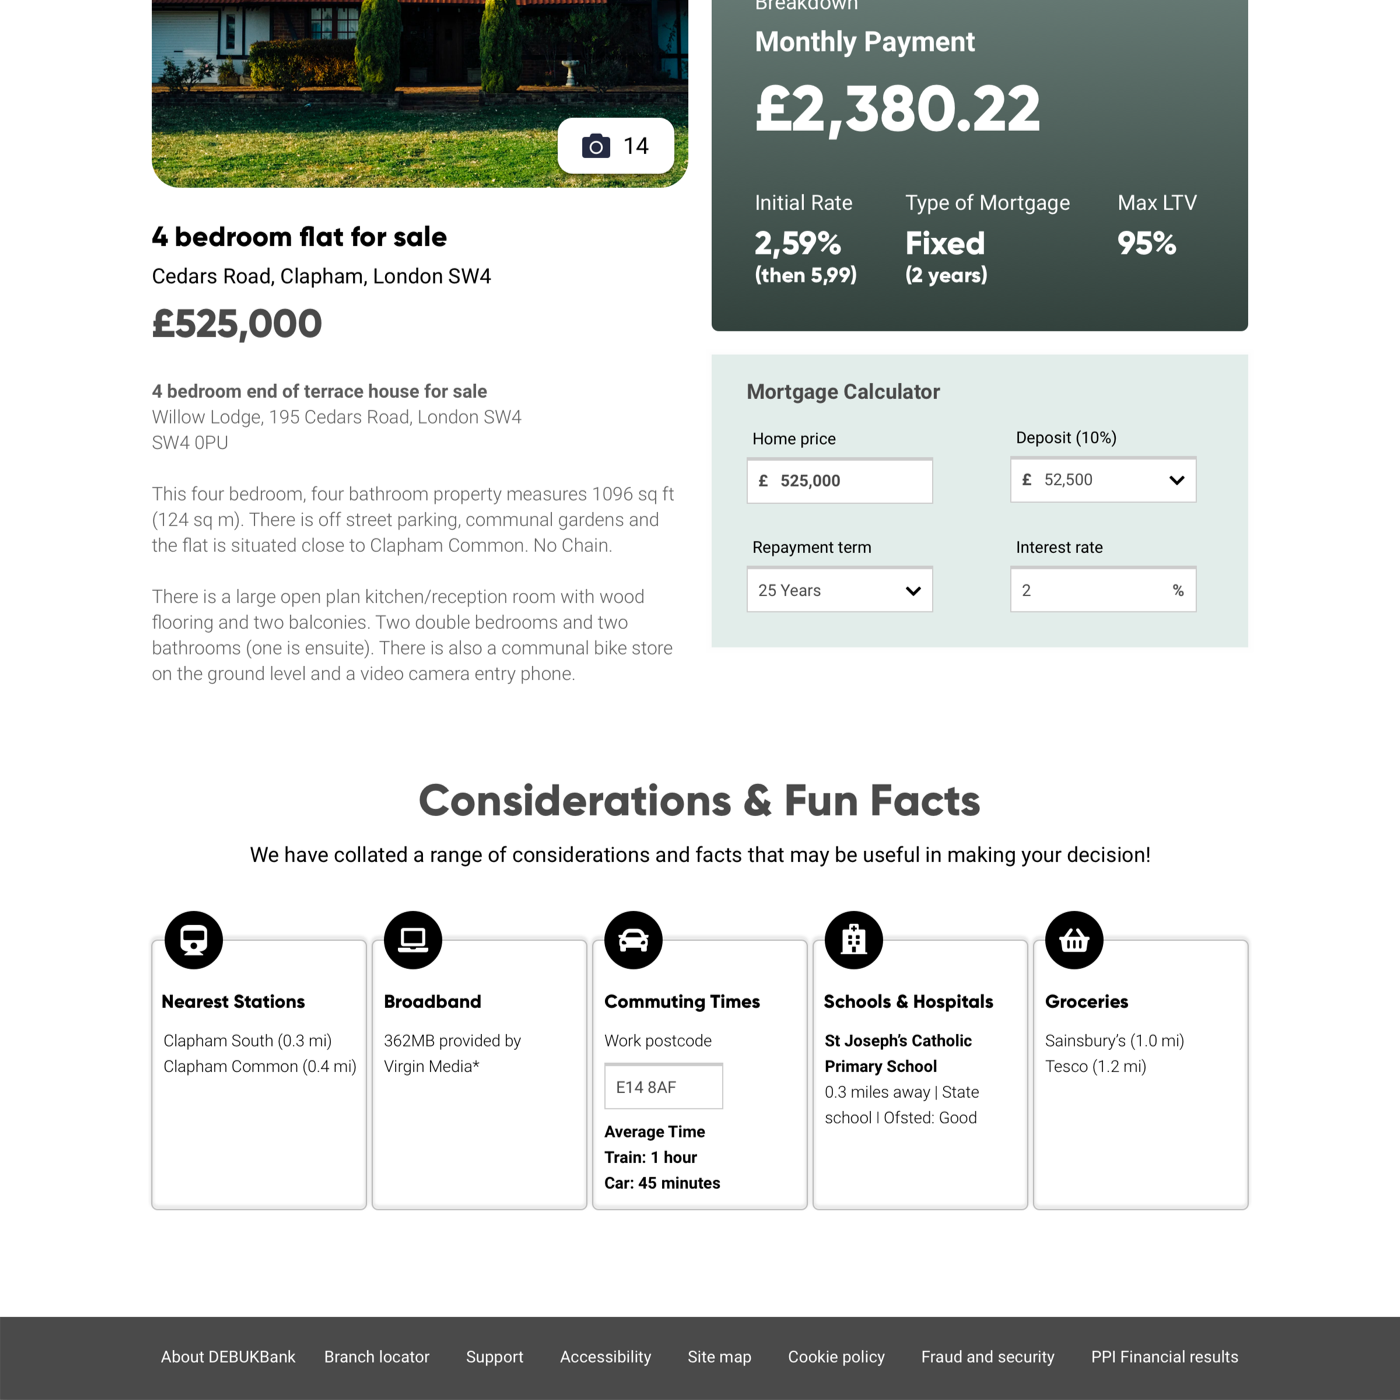 Breakdown
Monthly Payment
£2,380.22
14
Initial Rate
Type of Mortgage
Max LTV
2,59%
Fixed
95%
(then 5,99)
(2 years)
4 bedroom flat for sale
Cedars Road, Clapham, London SW4
£525,000
4 bedroom end of terrace house for sale
Willow Lodge, 195 Cedars Road, London SW4
SW4 0PU
This four bedroom, four bathroom property measures 1096 sq ft
(124 sq m). There is off street parking, communal gardens and
the flat is situated close to Clapham Common. No Chain.
There is a large open plan kitchen/reception room with wood
flooring and two balconies. Two double bedrooms and two
bathrooms (one is ensuite). There is also a communal bike store
on the ground level and a video camera entry phone.
Mortgage Calculator
Home price
Deposit (10%)
£ 525,000
£ 52,500
Repayment term
Interest rate
25 Years
2 %
Considerations & Fun Facts
We have collated a range of considerations and facts that may be useful in making your decision!
Nearest Stations
Clapham South (0.3 mi)
Clapham Common (0.4 mi)
Broadband
362MB provided by
Virgin Media*
Commuting Times
Work postcode
E14 8AF
Average Time
Train: 1 hour
Car: 45 minutes
Schools & Hospitals
St Joseph's Catholic
Primary School
0.3 miles away | State
school | Ofsted: Good
Groceries
Sainsbury's (1.0 mi)
Tesco (1.2 mi)
About DEBUKBank
Branch locator
Support
Accessibility
Site map
Cookie policy
Fraud and security
PPI Financial results